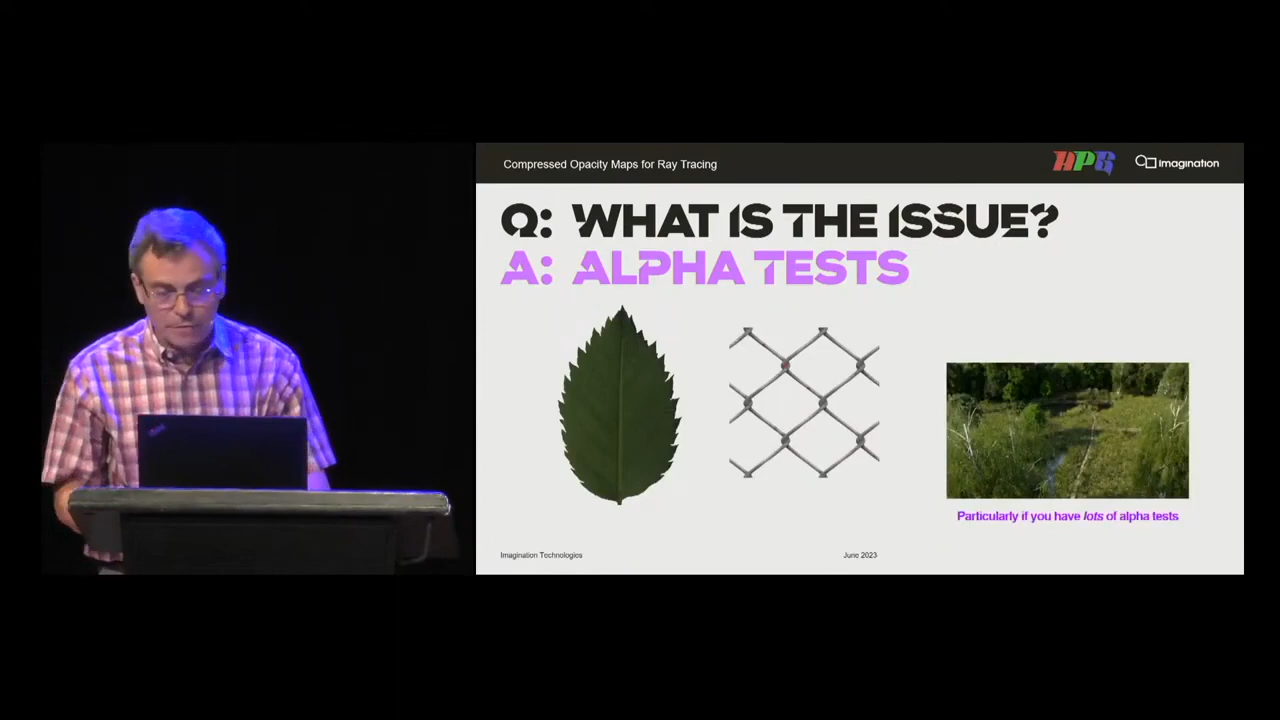 Compressed Opacity Maps for Ray Tracing
HPG
imagination
Q: WHAT IS THE ISSUE?
A: ALPHA TESTS
Particularly if you have lots of alpha tests
Imagination Technologies
June 2023